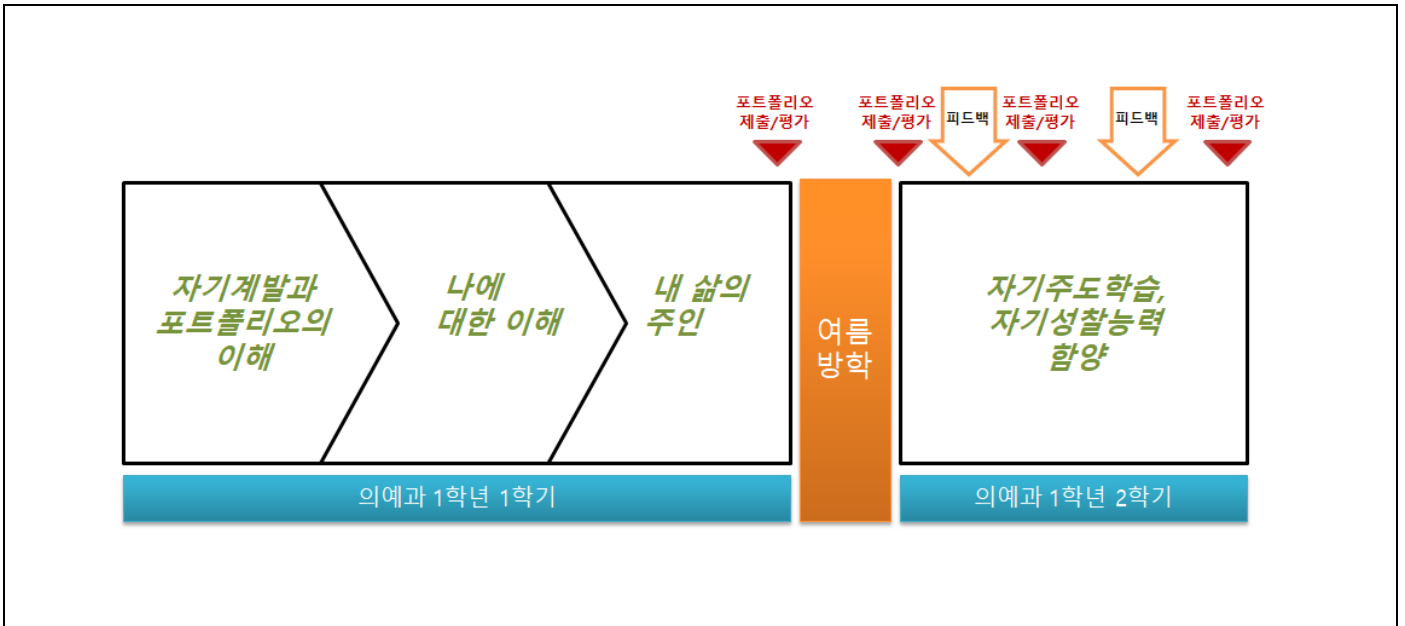 포트폴리오
제출/평가
포트폴리오
제출/평가
피드백
포트폴리오
제출/평가
피드백
포트폴리오
제출/평가
자기계발과
포트폴리오의
이해
나에
대한 이해
내 삶의
주인
여름
방학
자기주도학습,
자기성찰능력
함양
의예과 1학년 1학기
의예과 1학년 2학기